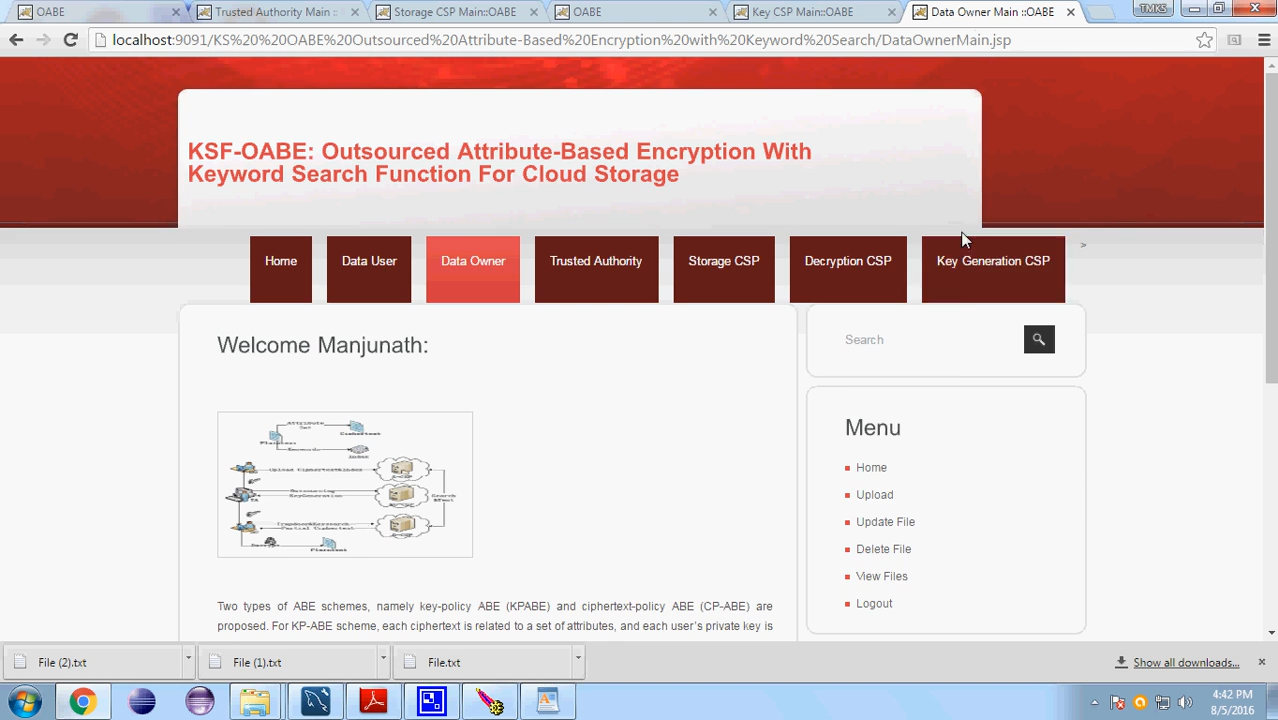 OABE
Trusted Authority Main ::
Storage CSP Main::OABE
OABE
Key CSP Main::OABE
Data Owner Main ::OABE
TMKS
localhost:9091/KS%20%20OABE%20Outsourced%20Attribute-Based%20Encryption%20with%20Keyword%20Search/DataOwnerMain.jsp
KSF-OABE: Outsourced Attribute-Based Encryption With
Keyword Search Function For Cloud Storage
Home
Data User
Data Owner
Trusted Authority
Storage CSP
Decryption CSP
Key Generation CSP
>
Welcome Manjunath:
Search
Menu
Home
Upload
Update File
Delete File
View Files
Logout
Two types of ABE schemes, namely key-policy ABE (KPABE) and ciphertext-policy ABE (CP-ABE) are
proposed. For KP-ABE scheme, each ciphertext is related to a set of attributes, and each user's private key is
File (2).txt
File (1).txt
File.txt
Show all downloads...
4:42 PM
8/5/2016